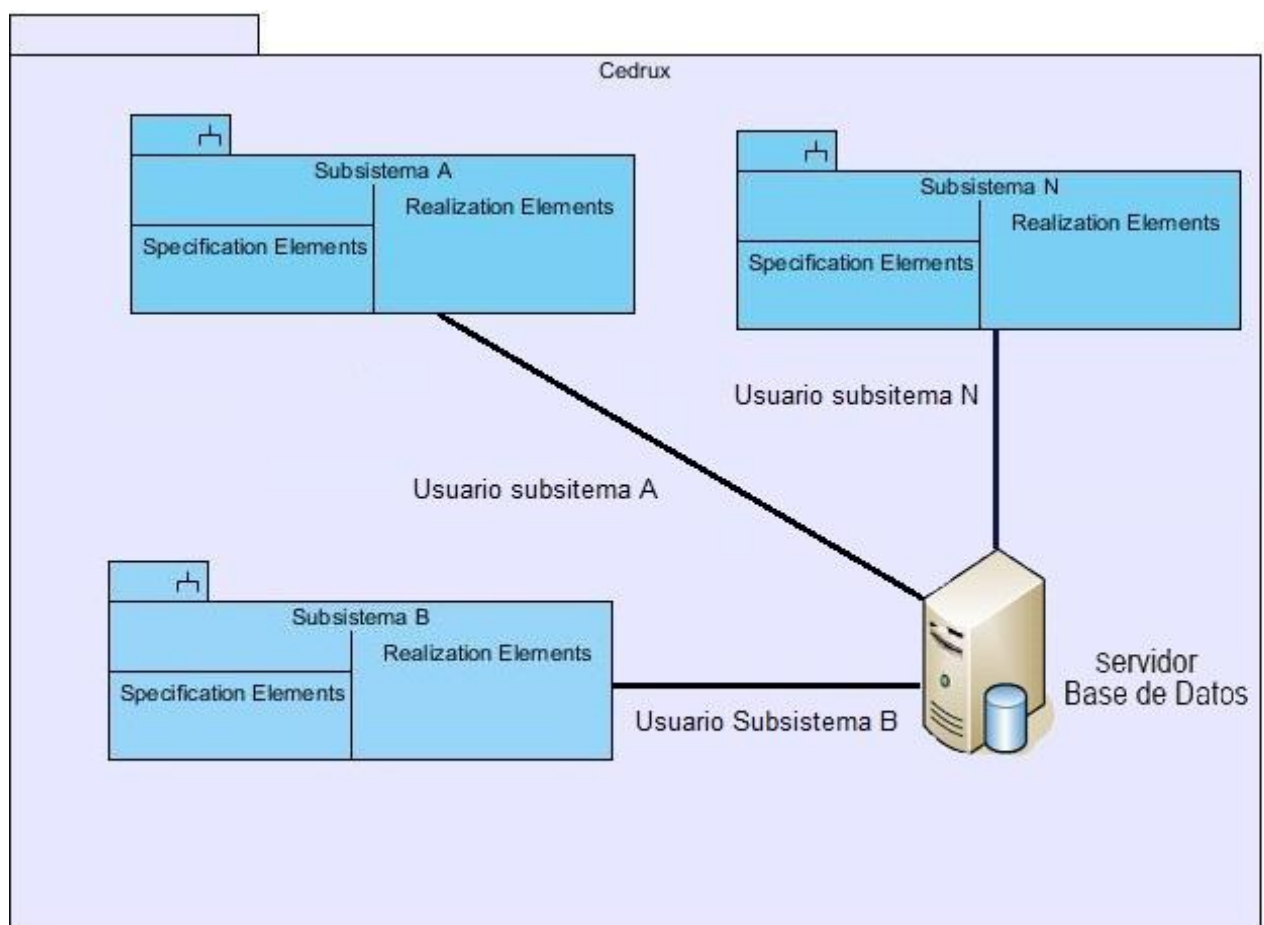 Cedrux
Subsistema A
Realization Elements
Specification Elements
Subsistema N
Realization Elements
Specification Elements
Usuario subsitema N
Usuario subsitema A
Subsistema B
Realization Elements
Specification Elements
Usuario Subsistema B
Servidor
Base de Datos